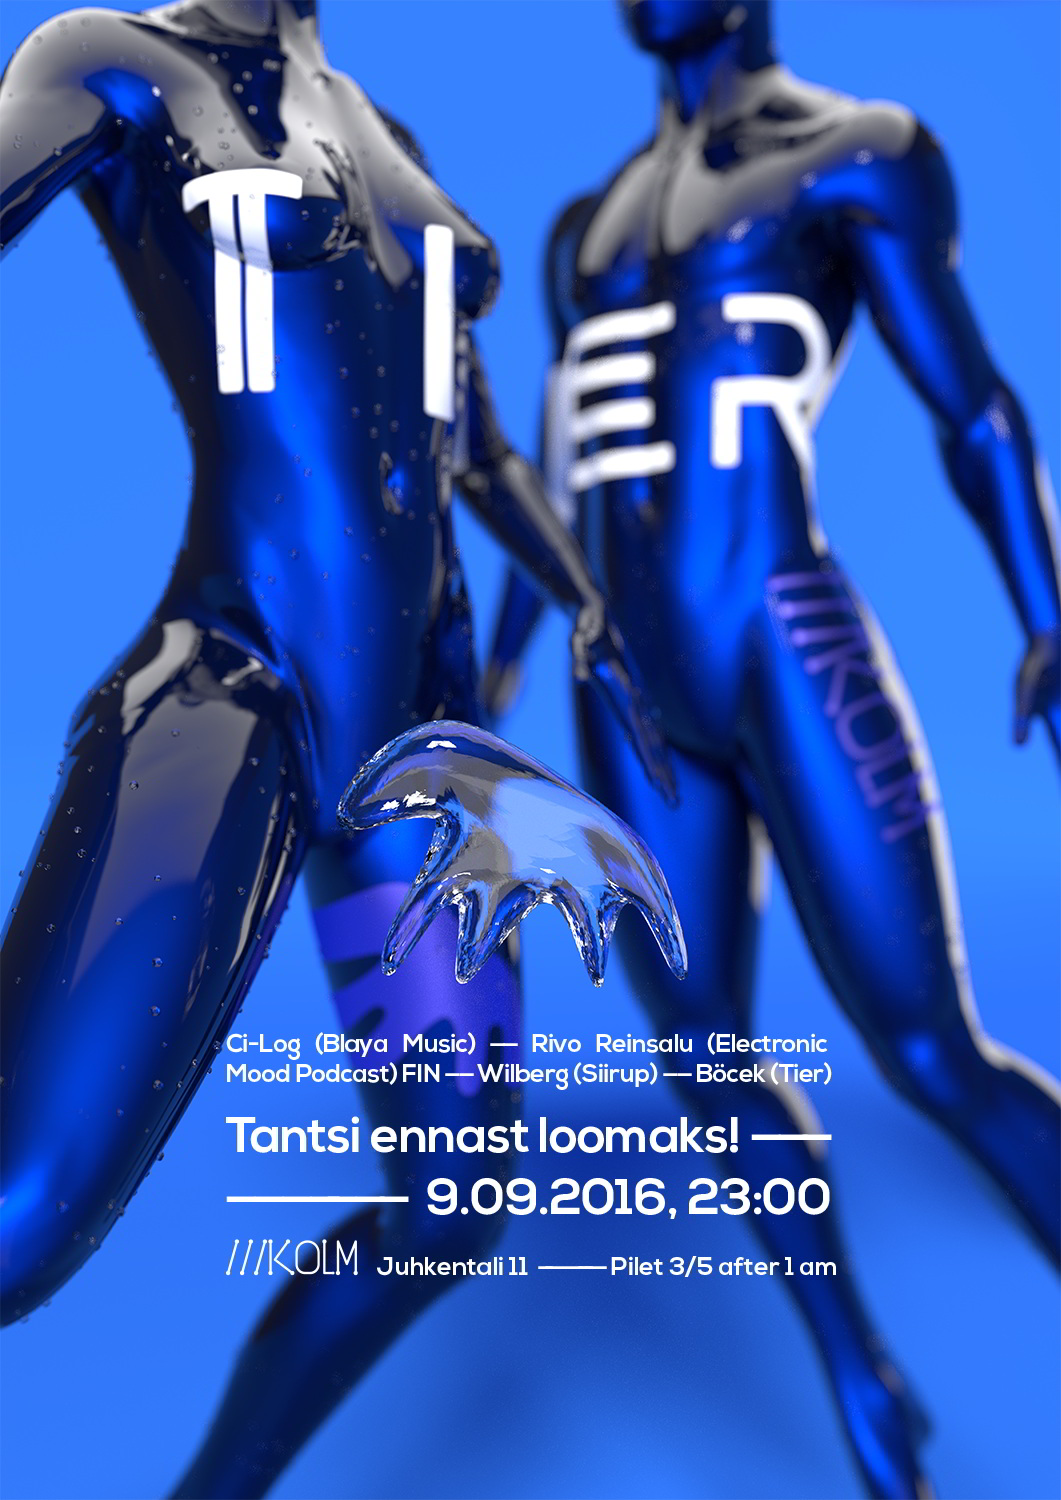 TIER
///KOLM
Ci-Log (Blaya Music) — Rivo Reinsalu (Electronic
Mood Podcast) FIN — Wilberg (Siirup) — Böcek (Tier)
Tantsi ennast loomaks! —
— 9.09.2016, 23:00
///KOLM Juhkentali 11 — Pilet 3/5 after 1 am